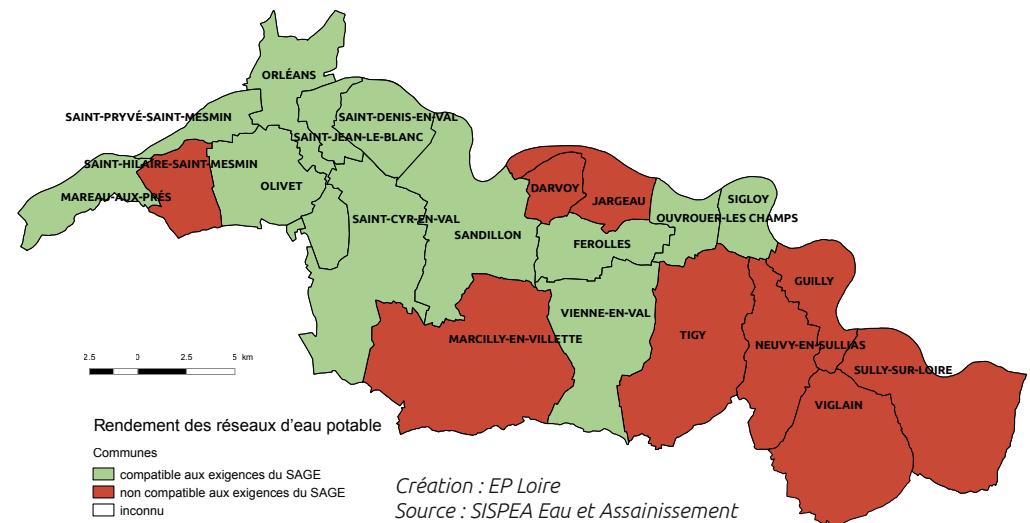 ORLÉANS
SAINT-PRYVÉ-SAINT-MESMIN
SAINT-DENIS-EN-VAL
SAINT-JEAN-LE-BLANC
SAINT-HILAIRE-SAINT-MESMIN
OLIVET
MAREAU-AUX-PRÉS
DARVOY
JARGEAU
SIGLOY
SAINT-CYR-EN-VAL
OUVROUER-LES CHAMPS
SANDILLON
FEROLLES
GUILLY
VIENNE-EN-VAL
MARCILLY-EN-VILLETTE
TIGY
NEUVY-EN-SULLIAS
SULLY-SUR-LOIRE
VIGLAIN
2.5 0 2.5 5 km
Rendement des réseaux d'eau potable
Communes
compatible aux exigences du SAGE
non compatible aux exigences du SAGE
inconnu
Création : EP Loire
Source : SISPEA Eau et Assainissement